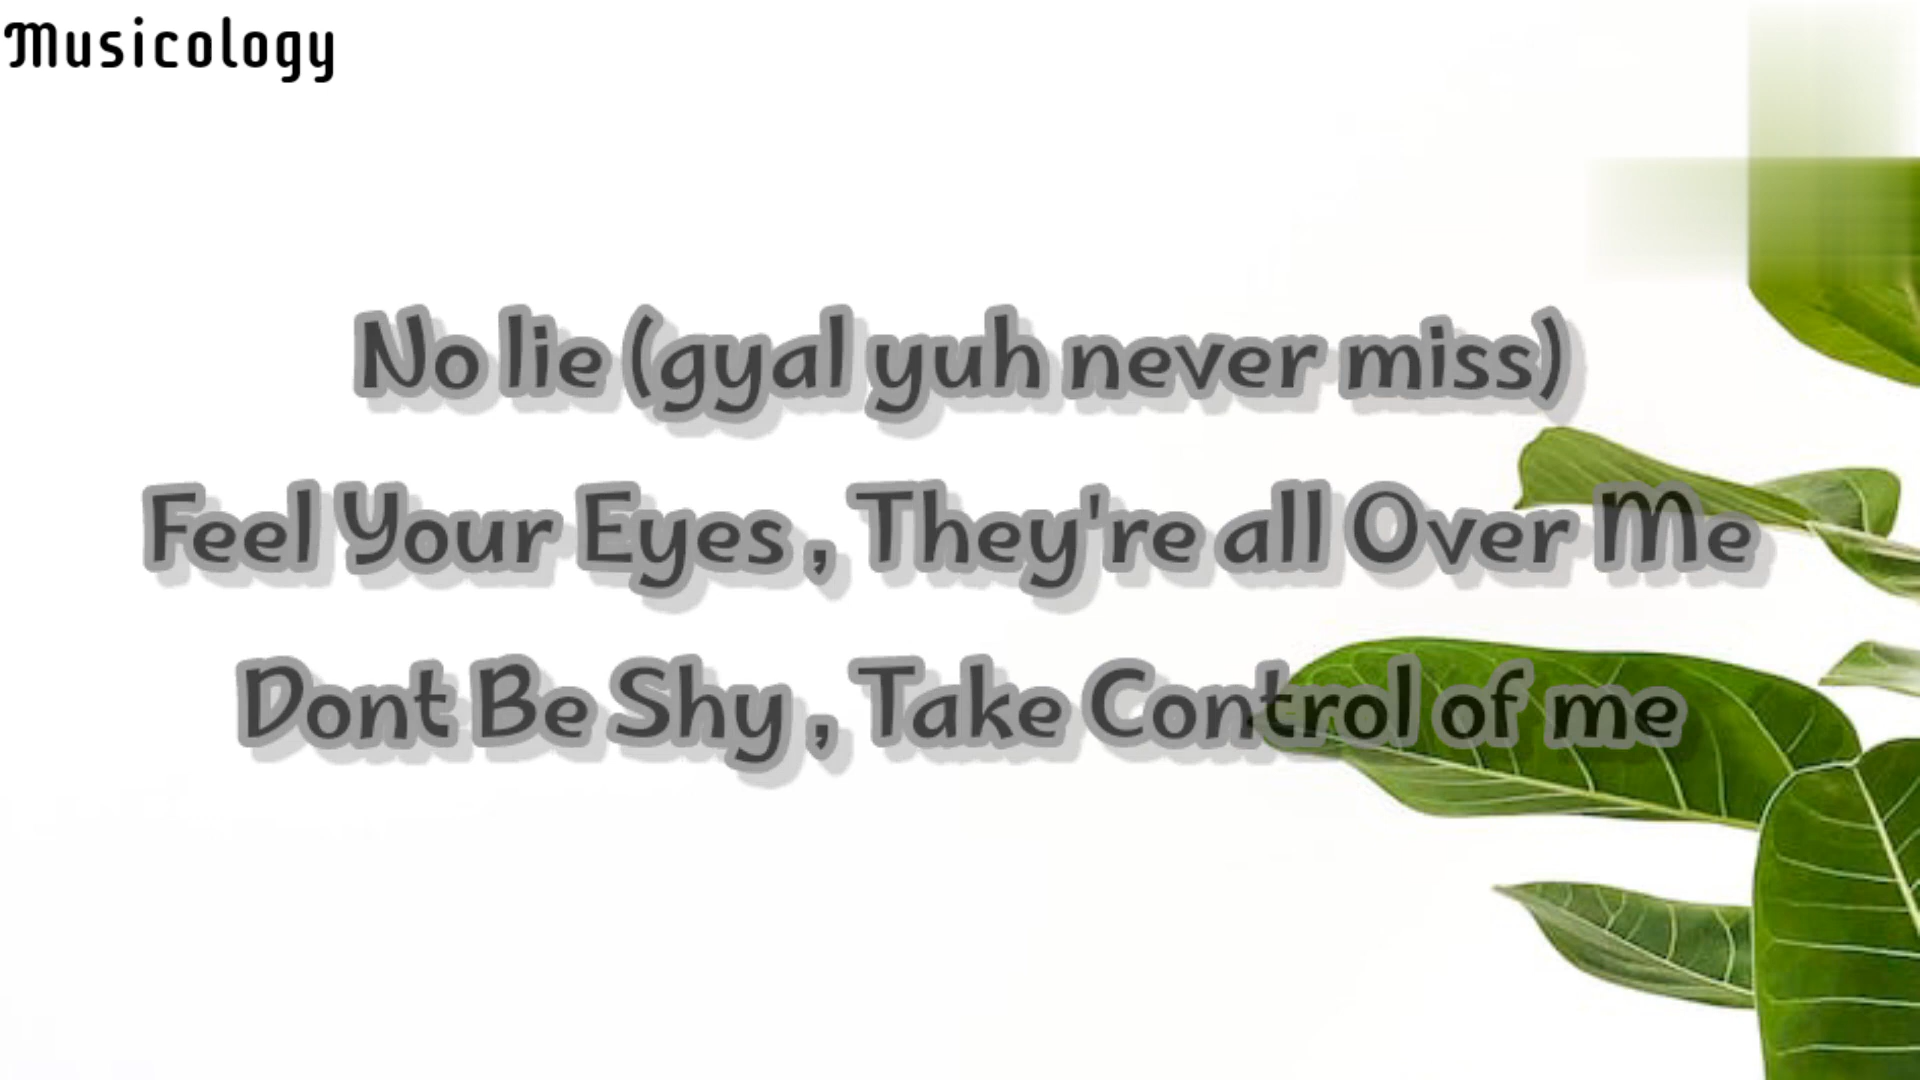 Musicology
No lie (gyal yuh never miss)
Feel Your Eyes , They're all Over Me
Dont Be Shy , Take Control of me